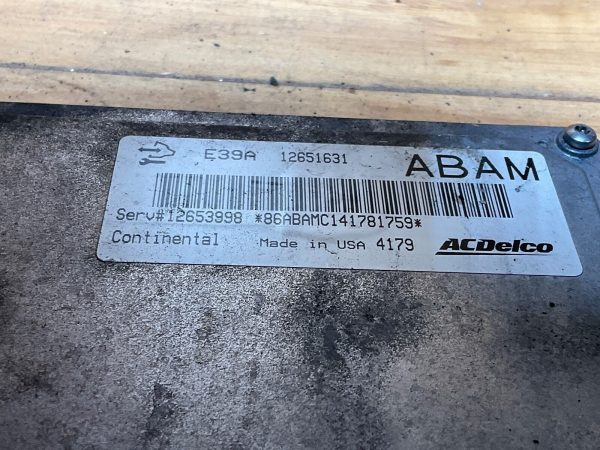 E39A 12651631 ABAM
Serv#12653998 *86ABAMC141781759*
Continental Made in USA 4179 ACDelco